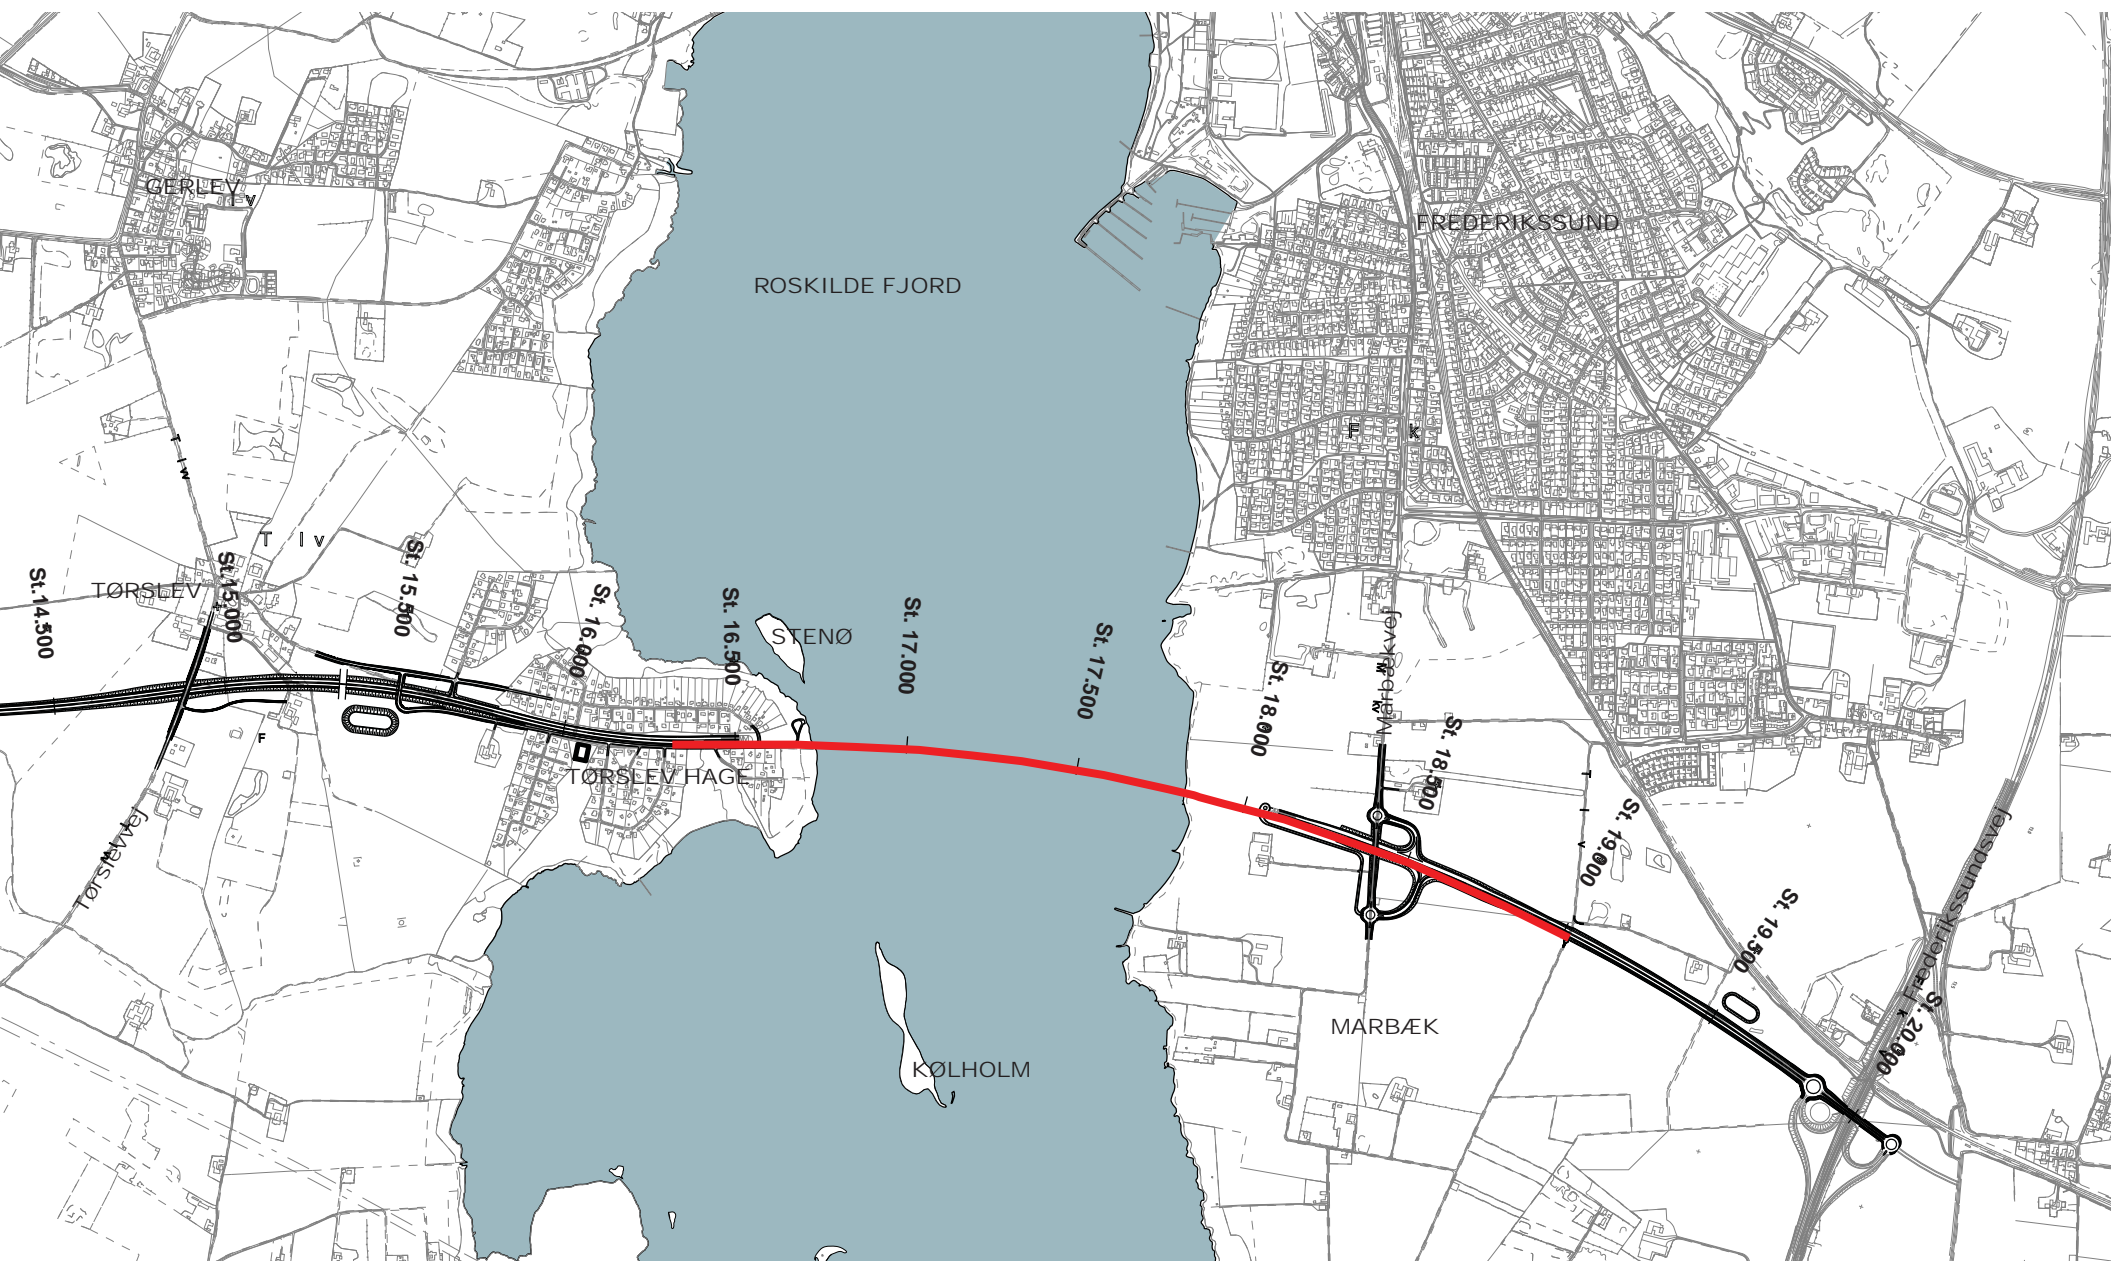 GERLEV
FREDERIKSSUND
ROSKILDE FJORD
T l v
TØRSLEV
St.14.500
St.15.000
St. 15.500
St. 16.000
St. 16.500
STENØ
St. 17.000
St. 17.500
St. 18.000
Marbækvej
St. 18.500
St. 19.000
St. 19.500
St. 20.000
TØRSLEV HAGE
Tørslevvej
Frederikssundsvej
MARBÆK
KØLHOLM